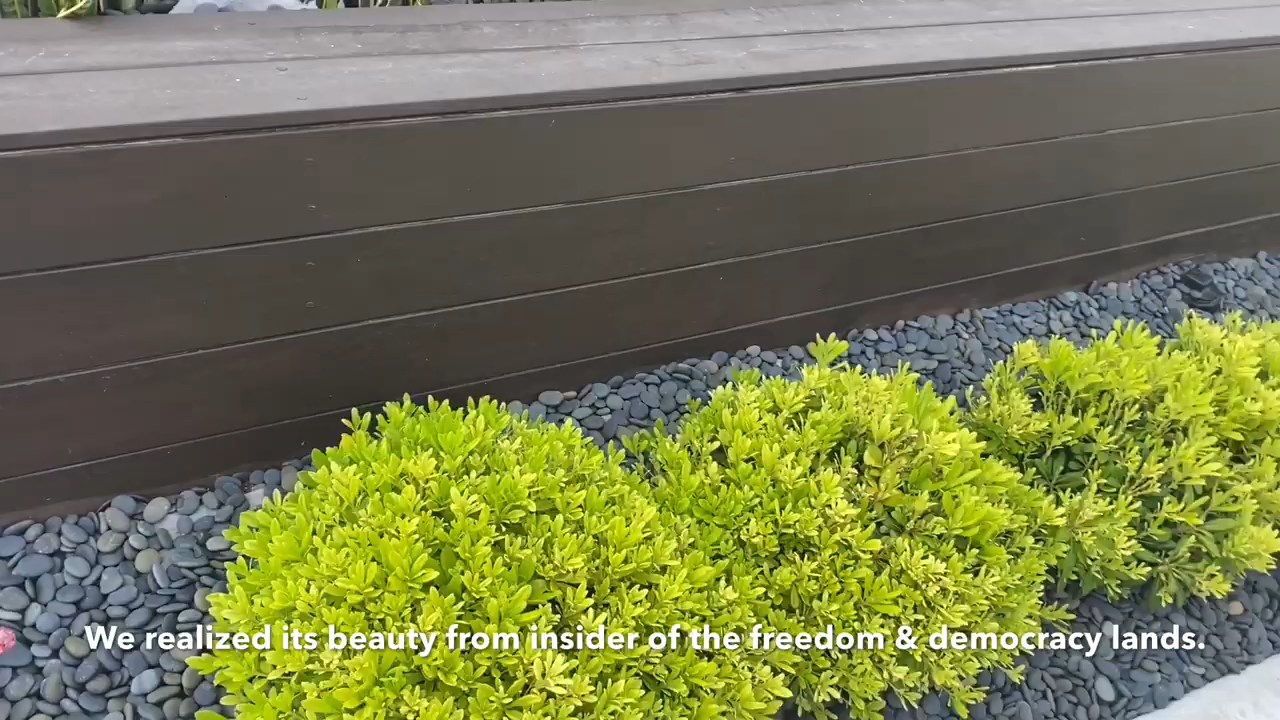 We realized its beauty from insider of the freedom & democracy lands.